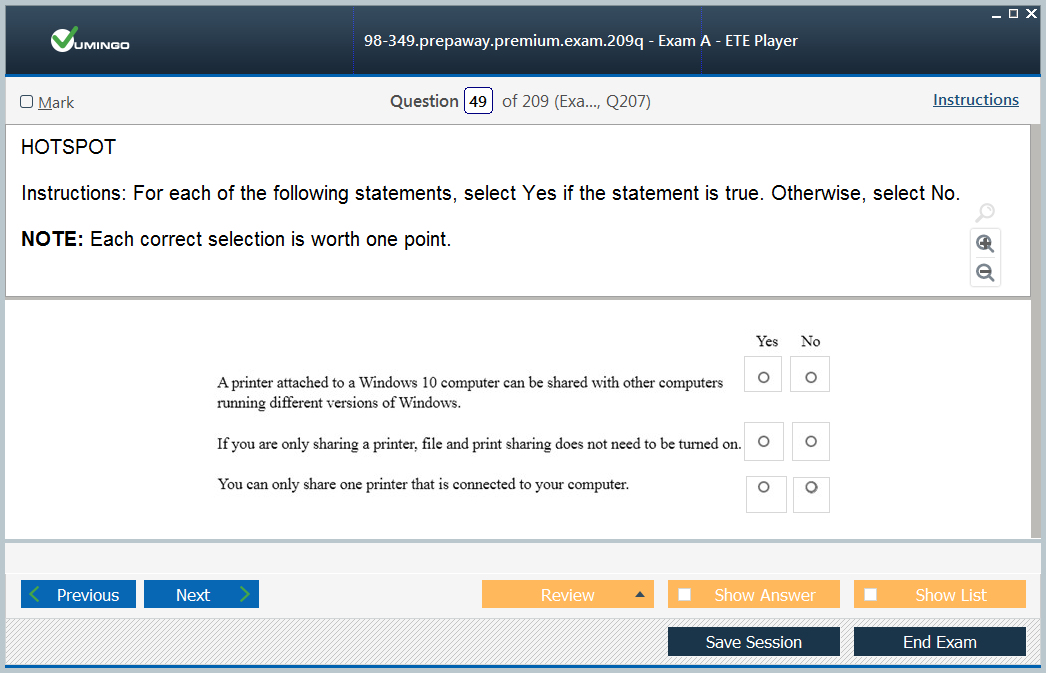 VUMINGO
98-349.prepaway.premium.exam.209q - Exam A - ETE Player
Mark
Question 49 of 209 (Exa..., Q207)
Instructions
HOTSPOT
Instructions: For each of the following statements, select Yes if the statement is true. Otherwise, select No.
NOTE: Each correct selection is worth one point.
Yes No
A printer attached to a Windows 10 computer can be shared with other computers
running different versions of Windows.
If you are only sharing a printer, file and print sharing does not need to be turned on.
You can only share one printer that is connected to your computer.
Previous
Next
Review
Show Answer
Show List
Save Session
End Exam